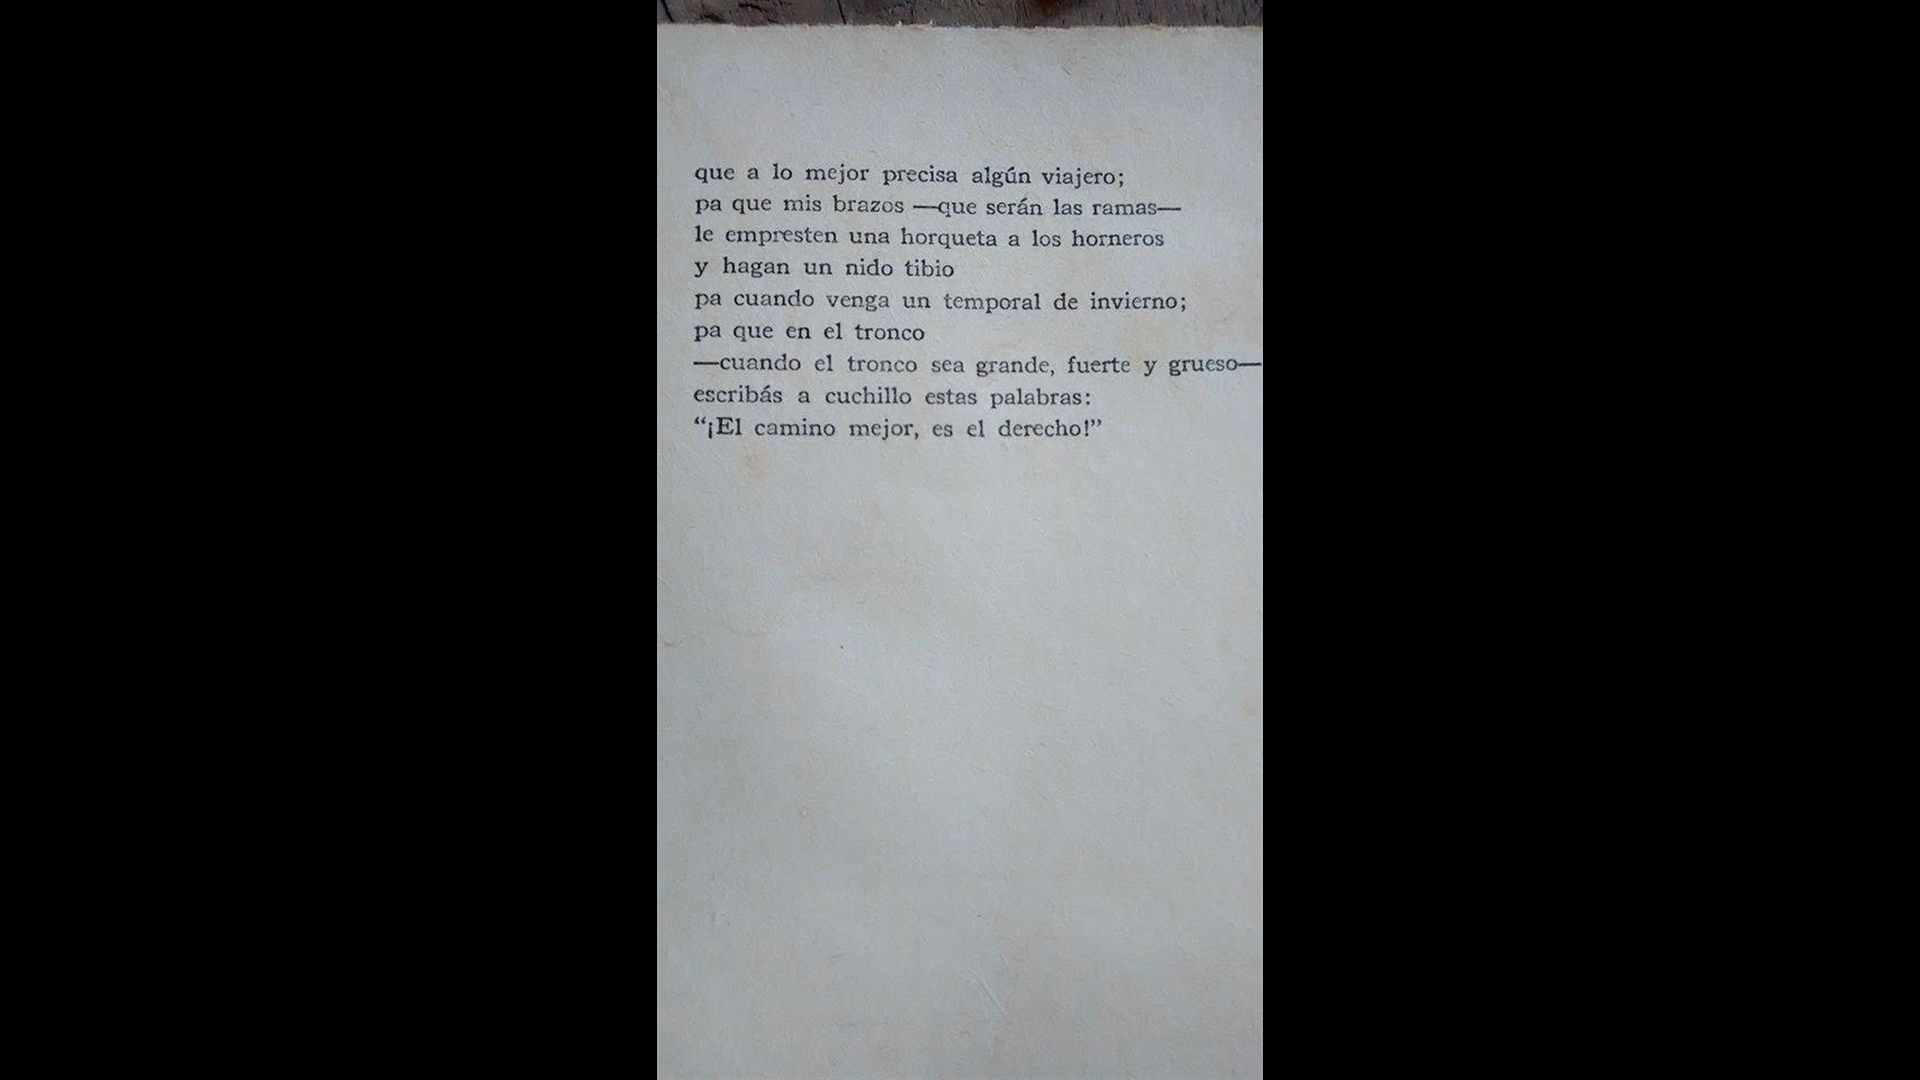 que a lo mejor precisa algún viajero;
pa que mis brazos —que serán las ramas—
le empresten una horqueta a los horneros
y hagan un nido tibio
pa cuando venga un temporal de invierno;
pa que en el tronco
—cuando el tronco sea grande, fuerte y grueso—
escribás a cuchillo estas palabras:
“¡El camino mejor, es el derecho!”